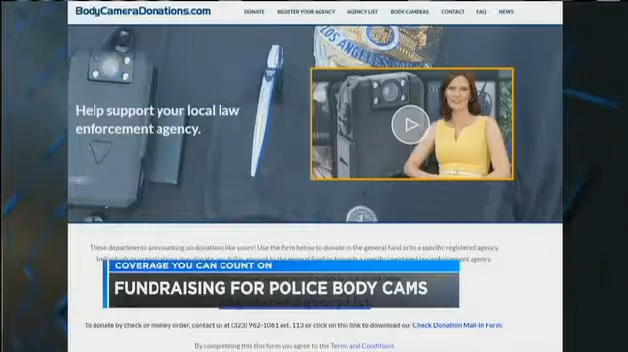 BodyCameraDonations.com
DONATE REGISTER YOUR AGENCY AGENCY LIST BODY CAMERAS CONTACT FAQ NEWS
LOS ANGELES
Help support your local law
enforcement agency.
These departments are counting on donations like yours! Use the form below to donate in the general fund or to a specific registered agency.
COVERAGE YOU CAN COUNT ON
FUNDRAISING FOR POLICE BODY CAMS
To donate by check or money order, contact us at (323) 962-1061 ext. 113 or click on this link to download our Check Donation Mail-in Form.
By completeing this this form you agree to the Terms and Conditions